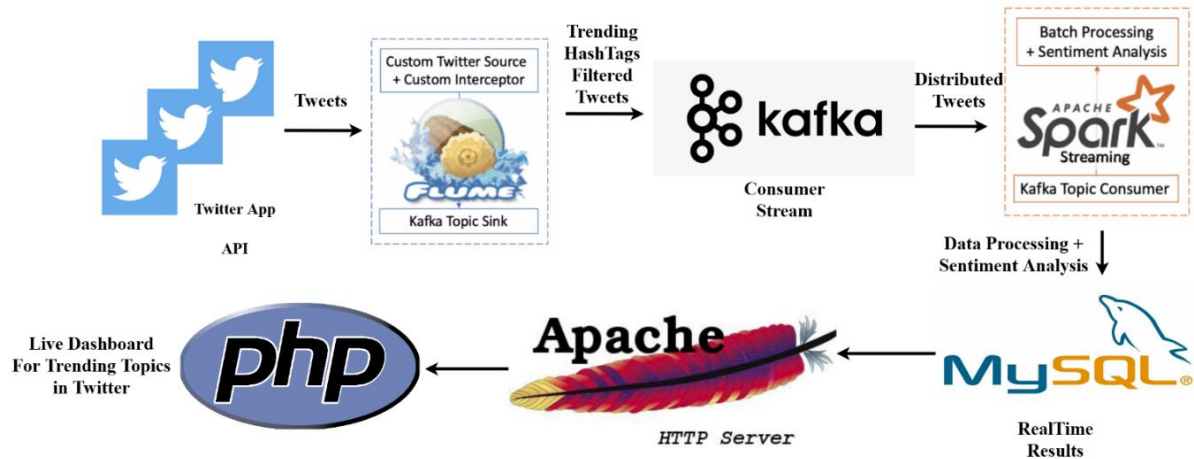 Tweets
Twitter App
API
Custom Twitter Source
+ Custom Interceptor
FLUME
Kafka Topic Sink
Trending
HashTags
Filtered
Tweets
kafka
Consumer
Stream
Distributed
Tweets
Batch Processing
+ Sentiment Analysis
APACHE
Spark™
Streaming
Kafka Topic Consumer
Data Processing +
Sentiment Analysis
MySQL®
RealTime
Results
Apache
HTTP Server
php
Live Dashboard
For Trending Topics
in Twitter